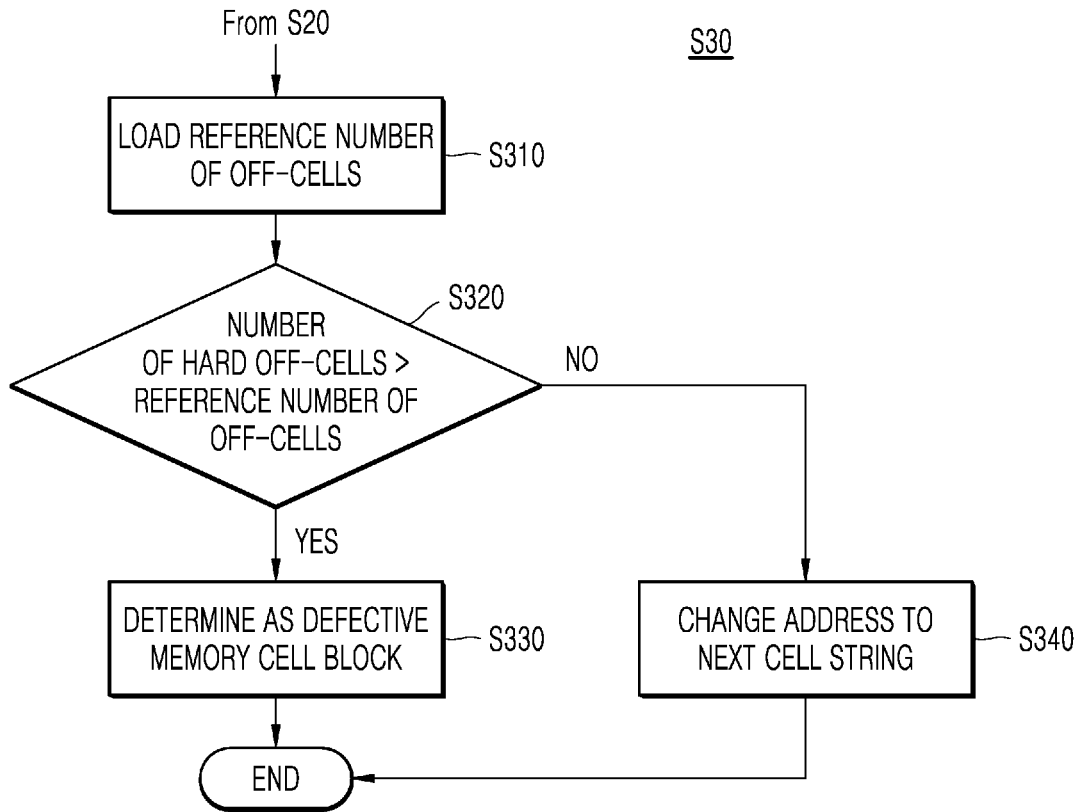 From S20
S30
LOAD REFERENCE NUMBER
OF OFF-CELLS
S310
S320
NUMBER
OF HARD OFF-CELLS >
REFERENCE NUMBER OF
OFF-CELLS
NO
YES
DETERMINE AS DEFECTIVE
MEMORY CELL BLOCK
S330
CHANGE ADDRESS TO
NEXT CELL STRING
S340
END